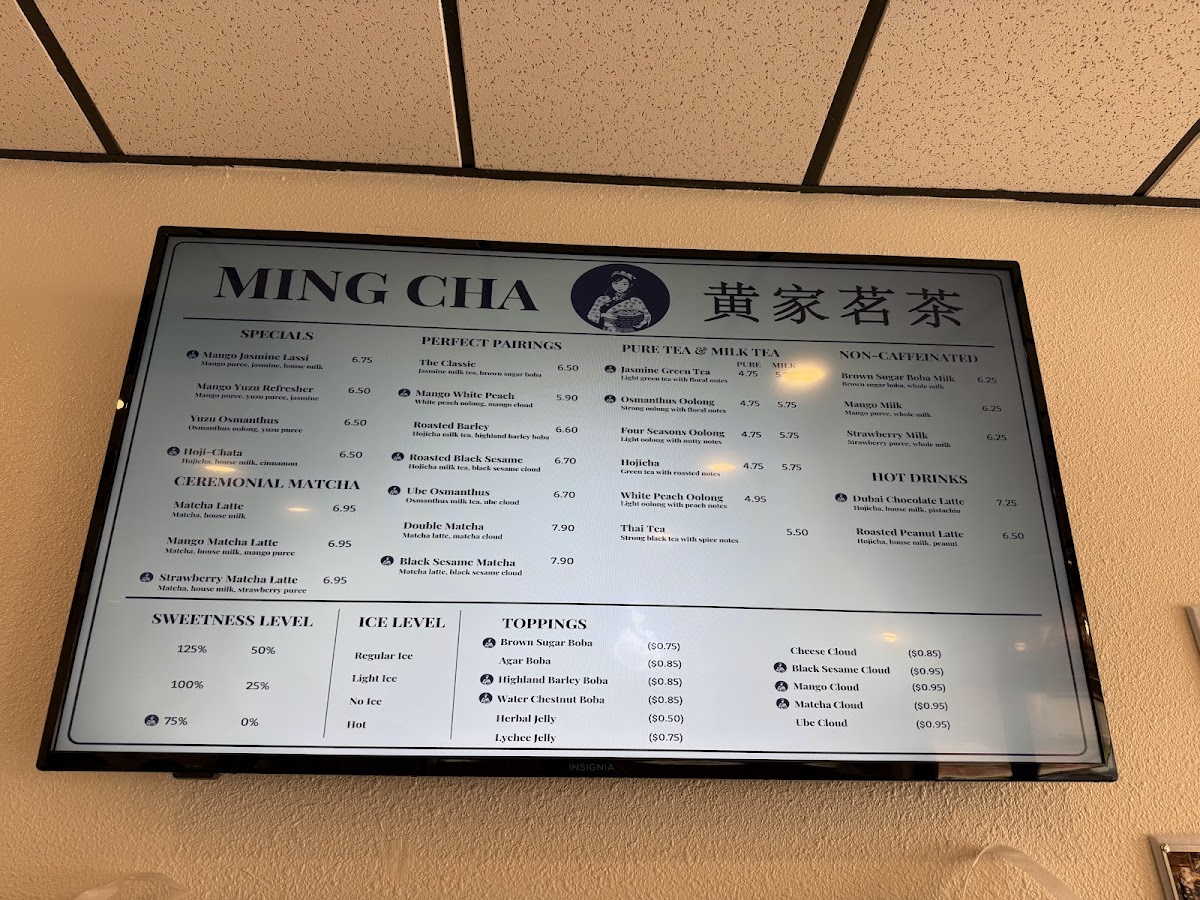 MING CHA
黄家茗茶
SPECIALS
Mango Jasmine Lassi 6.75
Mango puree, jasmine, house milk
Mango Yuzu Refresher 6.50
Mango puree, yuzu puree, jasmine
Yuzu Osmanthus 6.50
Osmanthus oolong, yuzu puree
Hoji-Chata 6.50
Hojicha, house milk, cinnamon
CEREMONIAL MATCHA
Matcha Latte 6.95
Matcha, house milk
Mango Matcha Latte 6.95
Matcha, house milk, mango puree
Strawberry Matcha Latte 6.95
Matcha, house milk, strawberry puree
PERFECT PAIRINGS
The Classic 6.50
Jasmine milk tea, brown sugar boba
Mango White Peach 5.90
White peach oolong, mango cloud
Roasted Barley 6.60
Hojicha milk tea, highland barley boba
Roasted Black Sesame 6.70
Hojicha milk tea, black sesame cloud
Ube Osmanthus 6.70
Osmanthus milk tea, ube cloud
Double Matcha 7.90
Matcha latte, matcha cloud
Black Sesame Matcha 7.90
Matcha latte, black sesame cloud
PURE TEA & MILK TEA
PURE MILK
Jasmine Green Tea 4.75
Light green tea with floral notes
Osmanthus Oolong 4.75 5.75
Strong oolong with floral notes
Four Seasons Oolong 4.75 5.75
Light oolong with nutty notes
Hojicha 4.75 5.75
Green tea with roasted notes
White Peach Oolong 4.95
Light oolong with peach notes
Thai Tea 5.50
Strong black tea with spice notes
NON-CAFFEINATED
Brown Sugar Boba Milk 6.25
Brown sugar boba, whole milk
Mango Milk 6.25
Mango puree, whole milk
Strawberry Milk 6.25
Strawberry puree, whole milk
HOT DRINKS
Dubai Chocolate Latte 7.25
Hojicha, house milk, pistachio
Roasted Peanut Latte 6.50
Hojicha, house milk, peanut
SWEETNESS LEVEL
125% 50%
100% 25%
75% 0%
ICE LEVEL
Regular Ice
Light Ice
No Ice
Hot
TOPPINGS
Brown Sugar Boba ($0.75)
Agar Boba ($0.85)
Highland Barley Boba ($0.85)
Water Chestnut Boba ($0.85)
Herbal Jelly ($0.50)
Lychee Jelly ($0.75)
Cheese Cloud ($0.85)
Black Sesame Cloud ($0.95)
Mango Cloud ($0.95)
Matcha Cloud ($0.95)
Ube Cloud ($0.95)
INSIGNIA